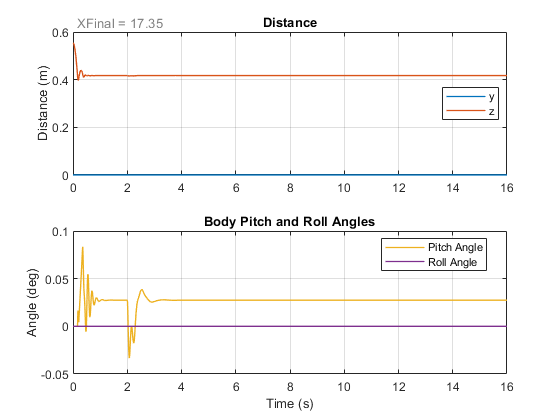 XFinal = 17.35
Distance
Distance (m)
0.6
0.4
0.2
0
y
z
0 2 4 6 8 10 12 14 16
Body Pitch and Roll Angles
Angle (deg)
0.1
0.05
0
-0.05
Pitch Angle
Roll Angle
0 2 4 6 8 10 12 14 16
Time (s)